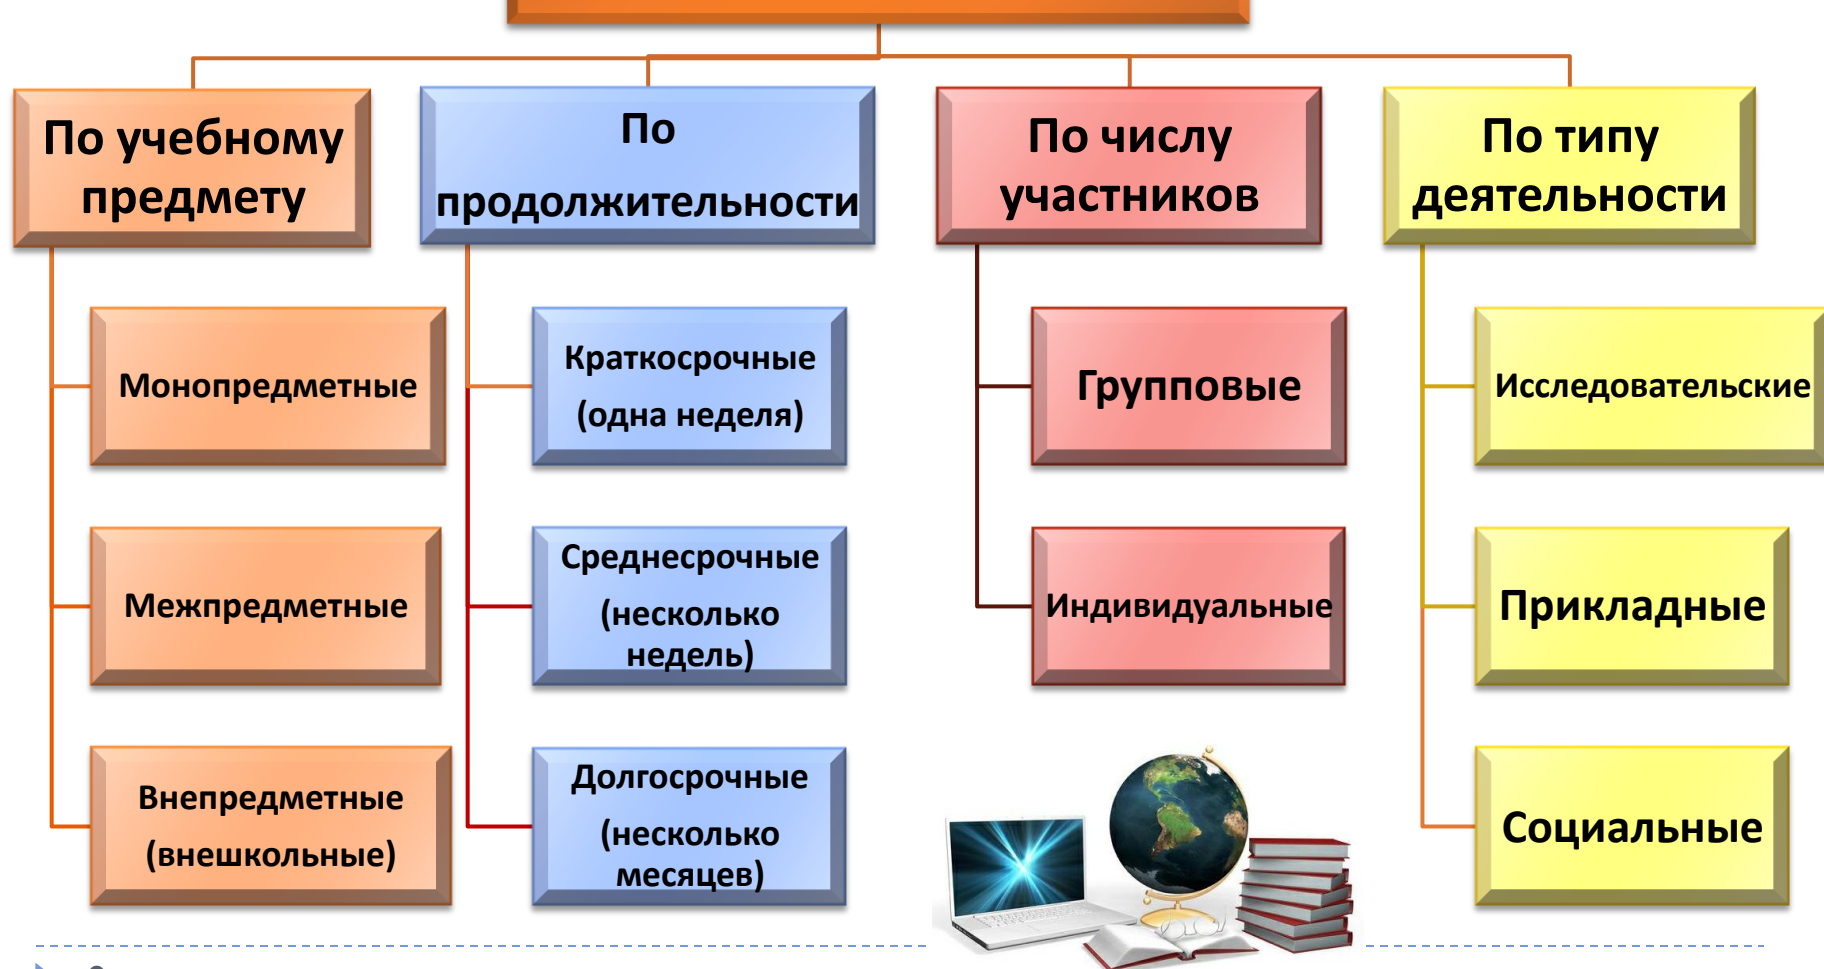 По учебному
предмету
Монопредметные
Межпредметные
Внепредметные
(внешкольные)
По
продолжительности
Краткосрочные
(одна неделя)
Среднесрочные
(несколько
недель)
Долгосрочные
(несколько
месяцев)
По числу
участников
Групповые
Индивидуальные
По типу
деятельности
Исследовательские
Прикладные
Социальные